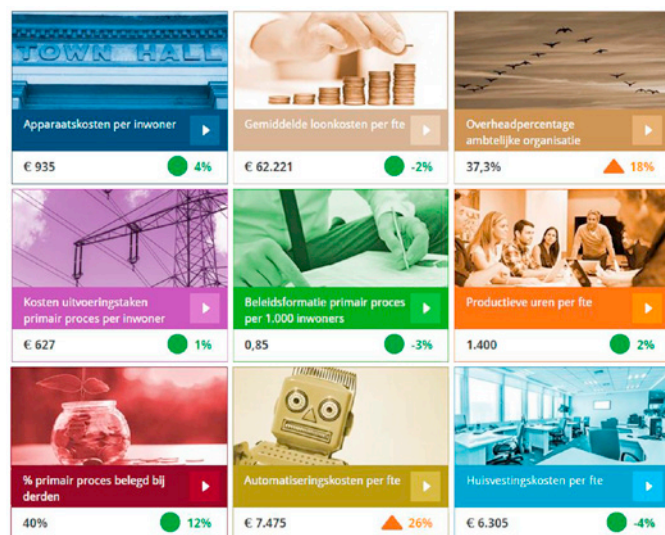 TOWN HALL
Apparaatskosten per inwoner
€ 935 4%
Gemiddelde loonkosten per fte
€ 62.221 -2%
Overheadpercentage
ambtelijke organisatie
37,3% 18%
Kosten uitvoeringstaken
primair proces per inwoner
€ 627 1%
Beleidsformatie primair proces
per 1.000 inwoners
0,85 -3%
Productieve uren per fte
1.400 2%
% primair proces belegd bij
derden
40% 12%
Automatiseringskosten per fte
€ 7.475 26%
Huisvestingskosten per fte
€ 6.305 -4%